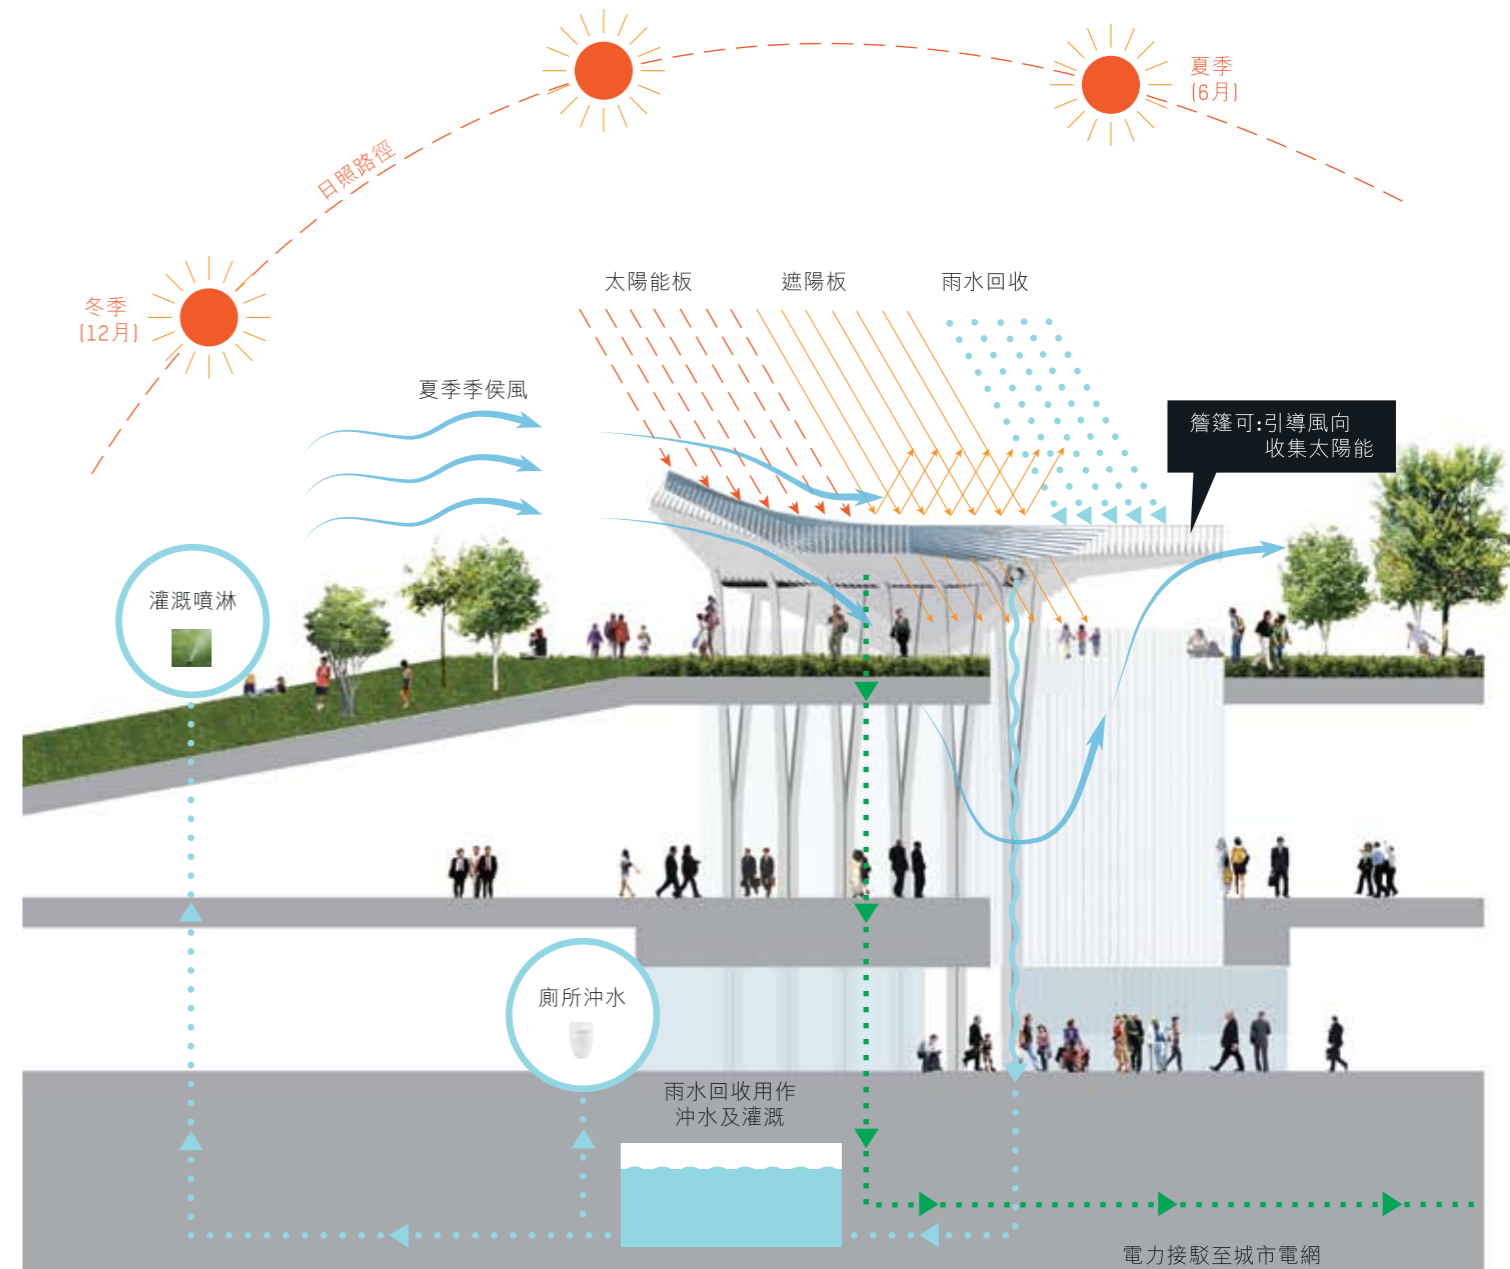 夏季
(6月)
日照路徑
太陽能板
遮陽板
雨水回收
冬季
(12月)
夏季季侯風
簷篷可:引導風向
收集太陽能
灌溉噴淋
廁所沖水
雨水回收用作
沖水及灌溉
電力接駁至城市電網